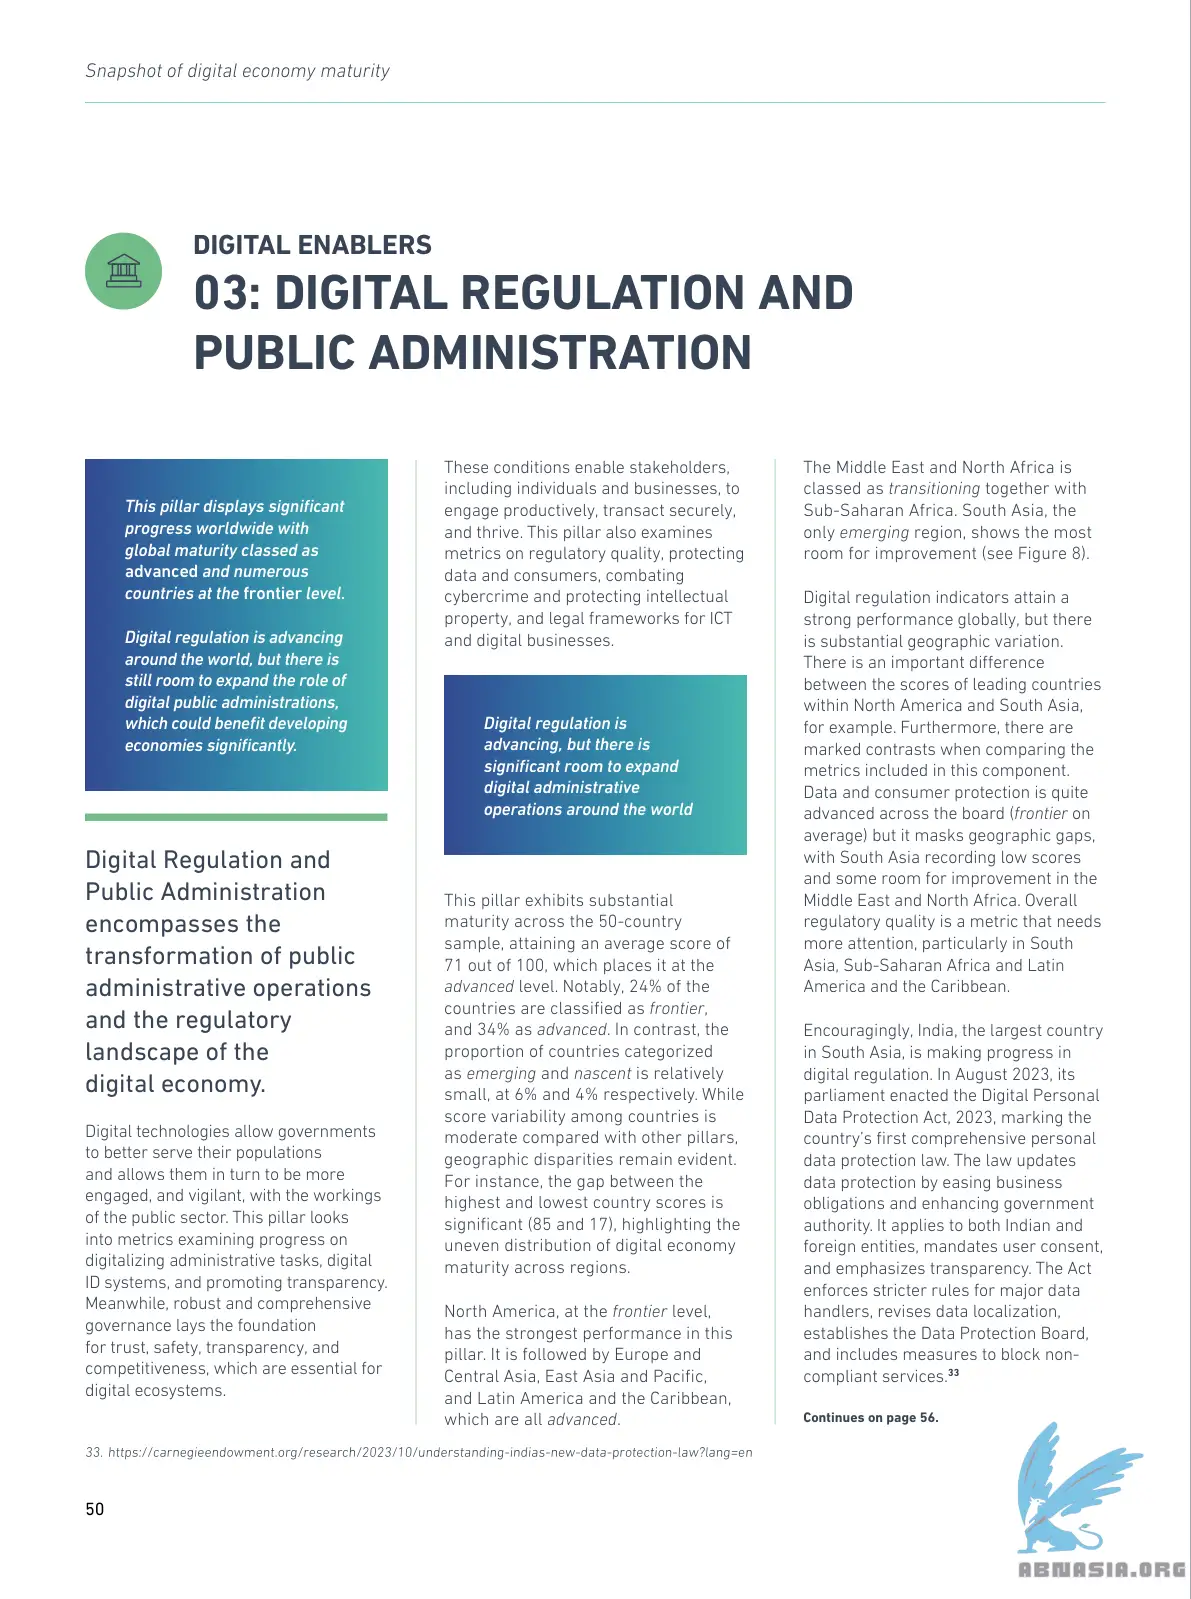 Snapshot of digital economy maturity
DIGITAL ENABLERS
03: DIGITAL REGULATION AND
PUBLIC ADMINISTRATION
This pillar displays significant
progress worldwide with
global maturity classed as
advanced and numerous
countries at the frontier level.
Digital regulation is advancing
around the world, but there is
still room to expand the role of
digital public administrations,
which could benefit developing
economies significantly.
Digital Regulation and
Public Administration
encompasses the
transformation of public
administrative operations
and the regulatory
landscape of the
digital economy.
Digital technologies allow governments
to better serve their populations
and allows them in turn to be more
engaged, and vigilant, with the workings
of the public sector. This pillar looks
into metrics examining progress on
digitalizing administrative tasks, digital
ID systems, and promoting transparency.
Meanwhile, robust and comprehensive
governance lays the foundation
for trust, safety, transparency, and
competitiveness, which are essential for
digital ecosystems.
These conditions enable stakeholders,
including individuals and businesses, to
engage productively, transact securely,
and thrive. This pillar also examines
metrics on regulatory quality, protecting
data and consumers, combating
cybercrime and protecting intellectual
property, and legal frameworks for ICT
and digital businesses.
Digital regulation is
advancing, but there is
significant room to expand
digital administrative
operations around the world
This pillar exhibits substantial
maturity across the 50-country
sample, attaining an average score of
71 out of 100, which places it at the
advanced level. Notably, 24% of the
countries are classified as frontier,
and 34% as advanced. In contrast, the
proportion of countries categorized
as emerging and nascent is relatively
small, at 6% and 4% respectively. While
score variability among countries is
moderate compared with other pillars,
geographic disparities remain evident.
For instance, the gap between the
highest and lowest country scores is
significant (85 and 17), highlighting the
uneven distribution of digital economy
maturity across regions.
North America, at the frontier level,
has the strongest performance in this
pillar. It is followed by Europe and
Central Asia, East Asia and Pacific,
and Latin America and the Caribbean,
which are all advanced.
The Middle East and North Africa is
classed as transitioning together with
Sub-Saharan Africa. South Asia, the
only emerging region, shows the most
room for improvement (see Figure 8).
Digital regulation indicators attain a
strong performance globally, but there
is substantial geographic variation.
There is an important difference
between the scores of leading countries
within North America and South Asia,
for example. Furthermore, there are
marked contrasts when comparing the
metrics included in this component.
Data and consumer protection is quite
advanced across the board (frontier on
average) but it masks geographic gaps,
with South Asia recording low scores
and some room for improvement in the
Middle East and North Africa. Overall
regulatory quality is a metric that needs
more attention, particularly in South
Asia, Sub-Saharan Africa and Latin
America and the Caribbean.
Encouragingly, India, the largest country
in South Asia, is making progress in
digital regulation. In August 2023, its
parliament enacted the Digital Personal
Data Protection Act, 2023, marking the
country's first comprehensive personal
data protection law. The law updates
data protection by easing business
obligations and enhancing government
authority. It applies to both Indian and
foreign entities, mandates user consent,
and emphasizes transparency. The Act
enforces stricter rules for major data
handlers, revises data localization,
establishes the Data Protection Board,
and includes measures to block non-
compliant services.33
Continues on page 56.
33. https://carnegieendowment.org/research/2023/10/understanding-indias-new-data-protection-law?lang=en
50
ABNASIA.ORG